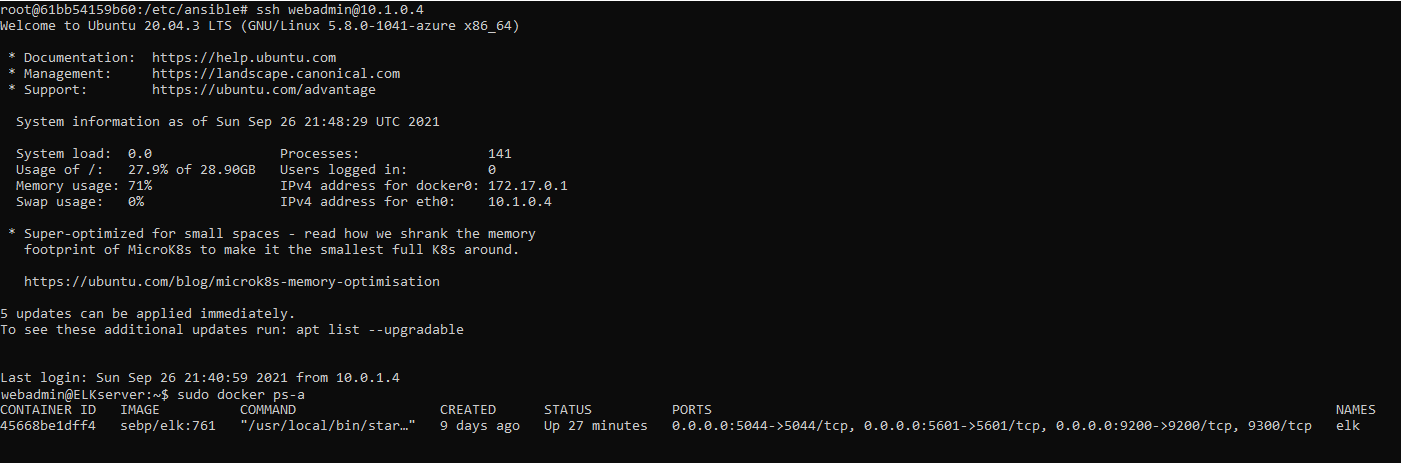 root@61bb54159b60:/etc/ansible# ssh webadmin@10.1.0.4
Welcome to Ubuntu 20.04.3 LTS (GNU/Linux 5.8.0-1041-azure x86_64)
* Documentation: https://help.ubuntu.com
* Management: https://landscape.canonical.com
* Support: https://ubuntu.com/advantage
System information as of Sun Sep 26 21:48:29 UTC 2021
System load: 0.0 Processes: 141
Usage of /: 27.9% of 28.90GB Users logged in: 0
Memory usage: 71% IPv4 address for docker0: 172.17.0.1
Swap usage: 0% IPv4 address for eth0: 10.1.0.4
* Super-optimized for small spaces - read how we shrank the memory
footprint of MicroK8s to make it the smallest full K8s around.
https://ubuntu.com/blog/microk8s-memory-optimisation
5 updates can be applied immediately.
To see these additional updates run: apt list --upgradable
Last login: Sun Sep 26 21:40:59 2021 from 10.0.1.4
webadmin@ELKserver:~$ sudo docker ps-a
CONTAINER ID IMAGE COMMAND CREATED STATUS PORTS NAMES
45668be1dff4 sebp/elk:761 "/usr/local/bin/star…" 9 days ago Up 27 minutes 0.0.0.0:5044->5044/tcp, 0.0.0.0:5601->5601/tcp, 0.0.0.0:9200->9200/tcp, 9300/tcp elk